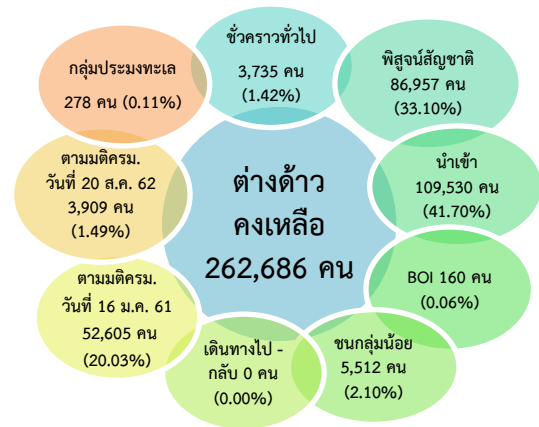 ชั่วคราวทั่วไป
3,735 คน
(1.42%)
พิสูจน์สัญชาติ
86,957 คน
(33.10%)
นำเข้า
109,530 คน
(41.70%)
BOI 160 คน
(0.06%)
ชนกลุ่มน้อย
5,512 คน
(2.10%)
เดินทางไป -
กลับ 0 คน
(0.00%)
ตามมติครม.
วันที่ 16 ม.ค. 61
52,605 คน
(20.03%)
ตามมติครม.
วันที่ 20 ส.ค. 62
3,909 คน
(1.49%)
กลุ่มประมงทะเล
278 คน (0.11%)
ต่างด้าว
คงเหลือ
262,686 คน